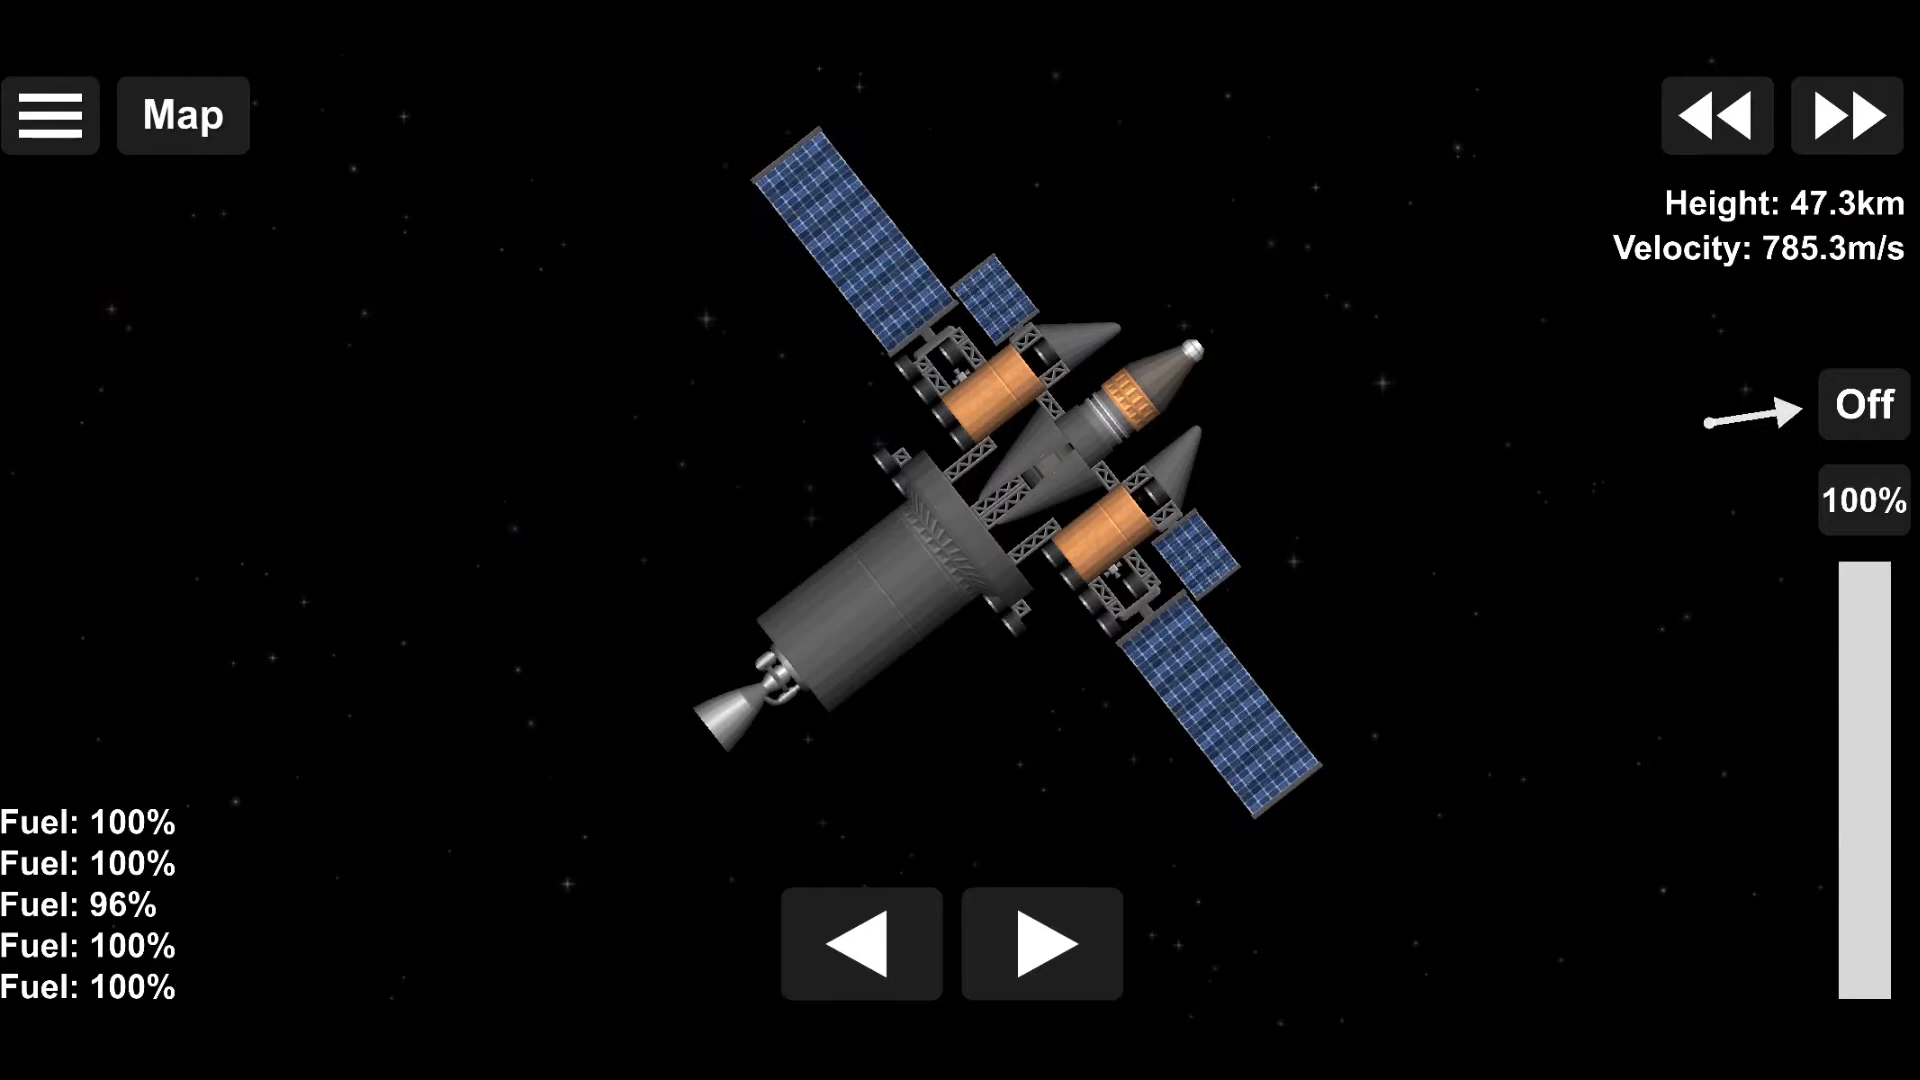 Map
Height: 47.3km
Velocity: 785.3m/s
Off
100%
Fuel: 100%
Fuel: 100%
Fuel: 96%
Fuel: 100%
Fuel: 100%